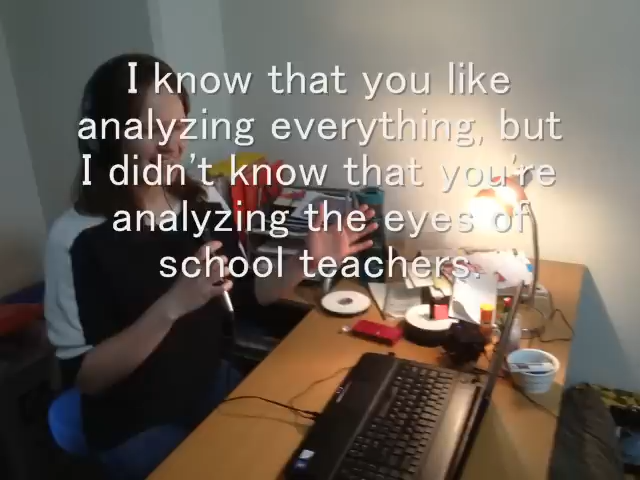 I know that you like
analyzing everything, but
I didn't know that you're
analyzing the eyes of
school teachers.